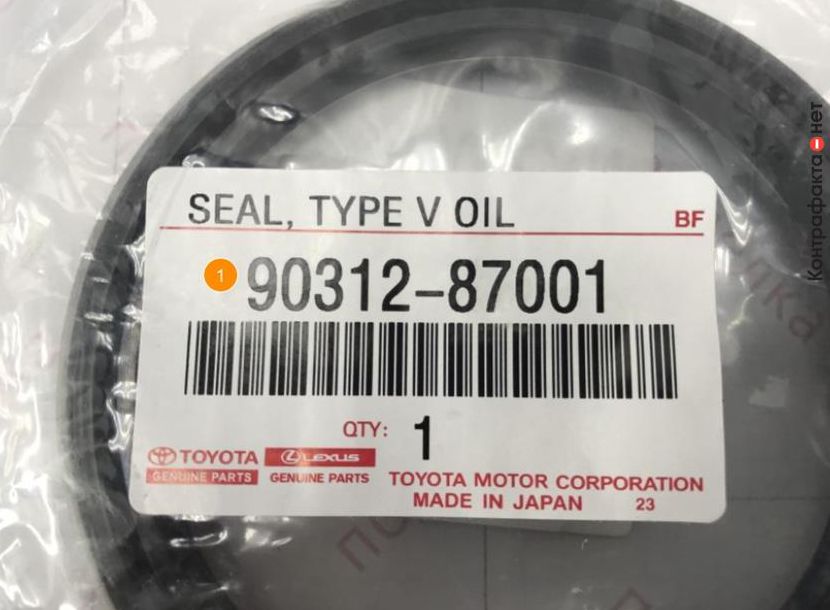 SEAL, TYPE V OIL
BF
1
90312-87001
QTY: 1
TOYOTA
GENUINE PARTS
LEXUS
GENUINE PARTS
TOYOTA MOTOR CORPORATION
MADE IN JAPAN 23
Контрафакта нет